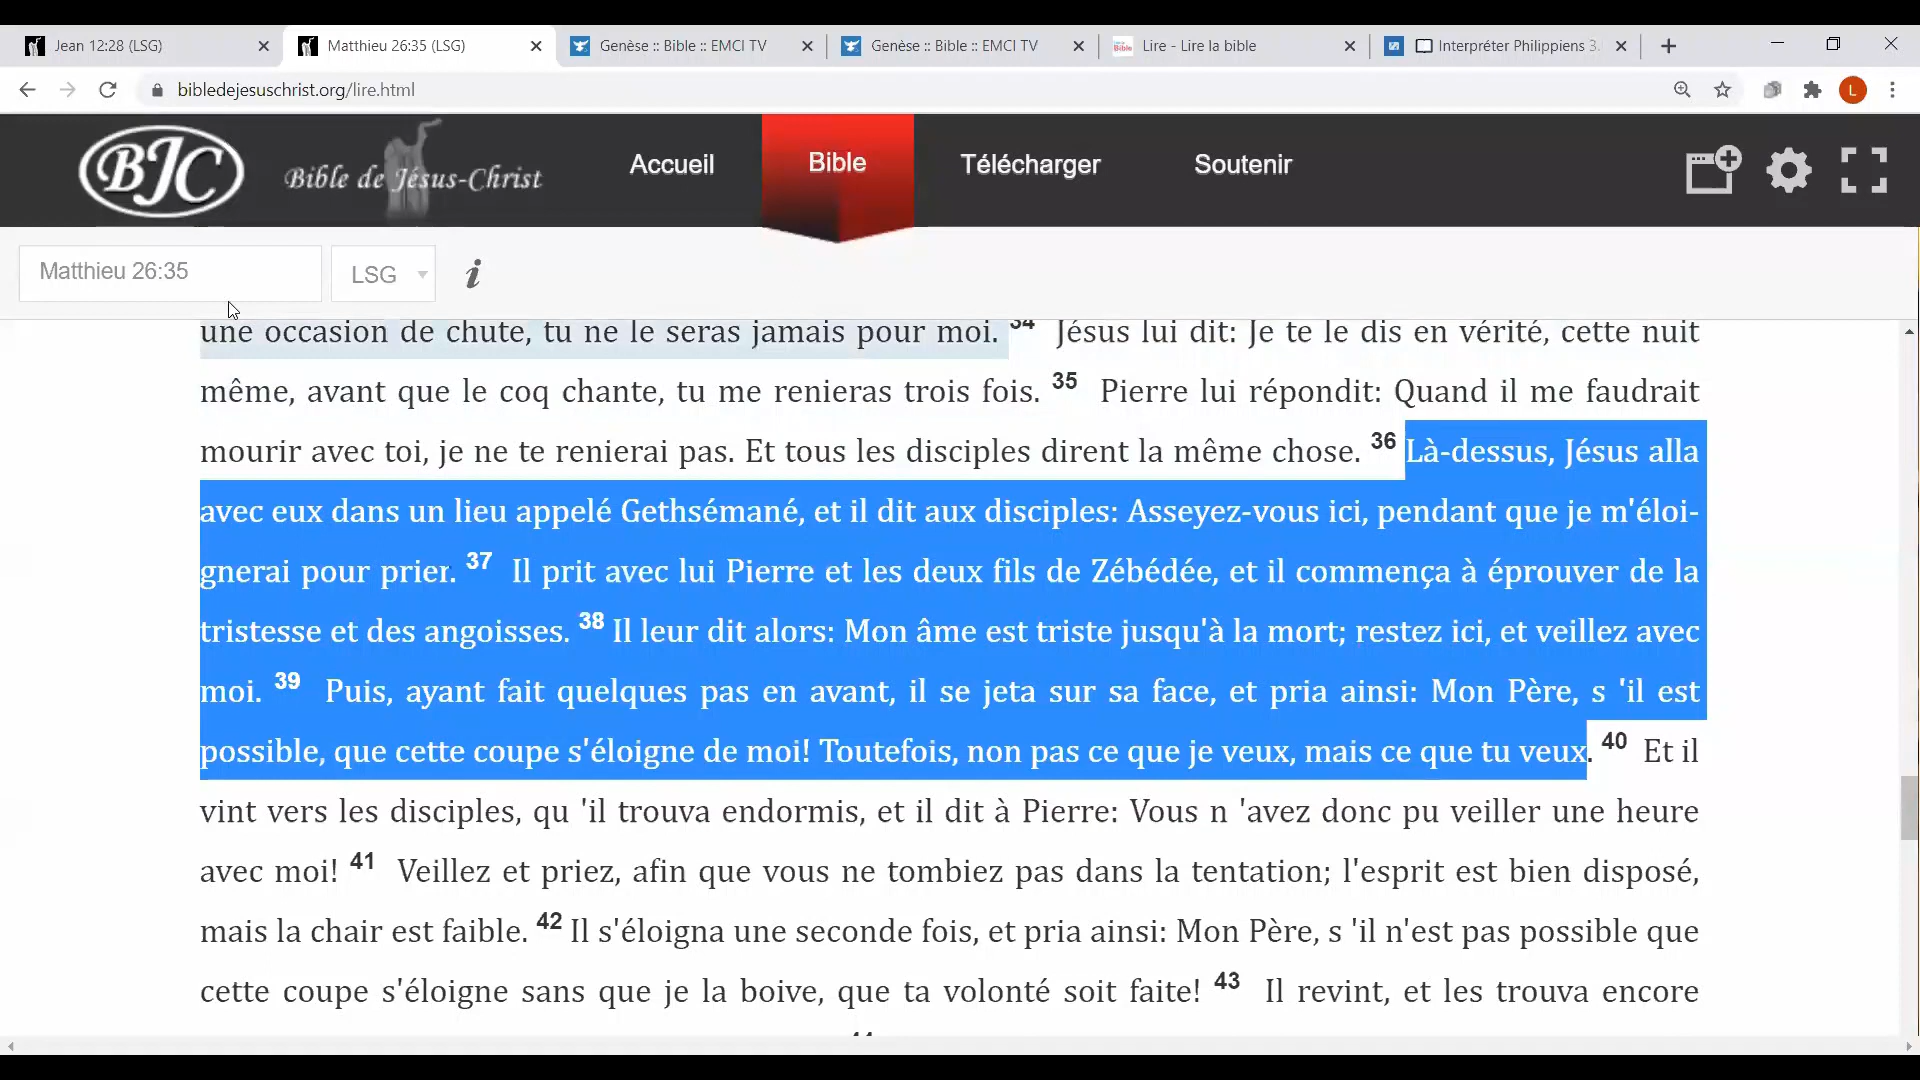 Jean 12:28 (LSG)
Matthieu 26:35 (LSG)
Genèse :: Bible :: EMCI TV
Genèse :: Bible :: EMCI TV
Lire - Lire la bible
Interpréter Philippiens 3.
bibledejesuschrist.org/lire.html
L
BJC
Bible de Jésus-Christ
Accueil
Bible
Télécharger
Soutenir
Matthieu 26:35
LSG
i
une occasion de chute, tu ne le seras jamais pour moi. 34 Jésus lui dit: Je te le dis en vérité, cette nuit
même, avant que le coq chante, tu me renieras trois fois. 35 Pierre lui répondit: Quand il me faudrait
mourir avec toi, je ne te renierai pas. Et tous les disciples dirent la même chose. 36 Là-dessus, Jésus alla
avec eux dans un lieu appelé Gethsémané, et il dit aux disciples: Asseyez-vous ici, pendant que je m'éloi-
gnerai pour prier. 37 Il prit avec lui Pierre et les deux fils de Zébédée, et il commença à éprouver de la
tristesse et des angoisses. 38 Il leur dit alors: Mon âme est triste jusqu'à la mort; restez ici, et veillez avec
moi. 39 Puis, ayant fait quelques pas en avant, il se jeta sur sa face, et pria ainsi: Mon Père, s 'il est
possible, que cette coupe s'éloigne de moi! Toutefois, non pas ce que je veux, mais ce que tu veux. 40 Et il
vint vers les disciples, qu 'il trouva endormis, et il dit à Pierre: Vous n 'avez donc pu veiller une heure
avec moi! 41 Veillez et priez, afin que vous ne tombiez pas dans la tentation; l'esprit est bien disposé,
mais la chair est faible. 42 Il s'éloigna une seconde fois, et pria ainsi: Mon Père, s 'il n'est pas possible que
cette coupe s'éloigne sans que je la boive, que ta volonté soit faite! 43 Il revint, et les trouva encore